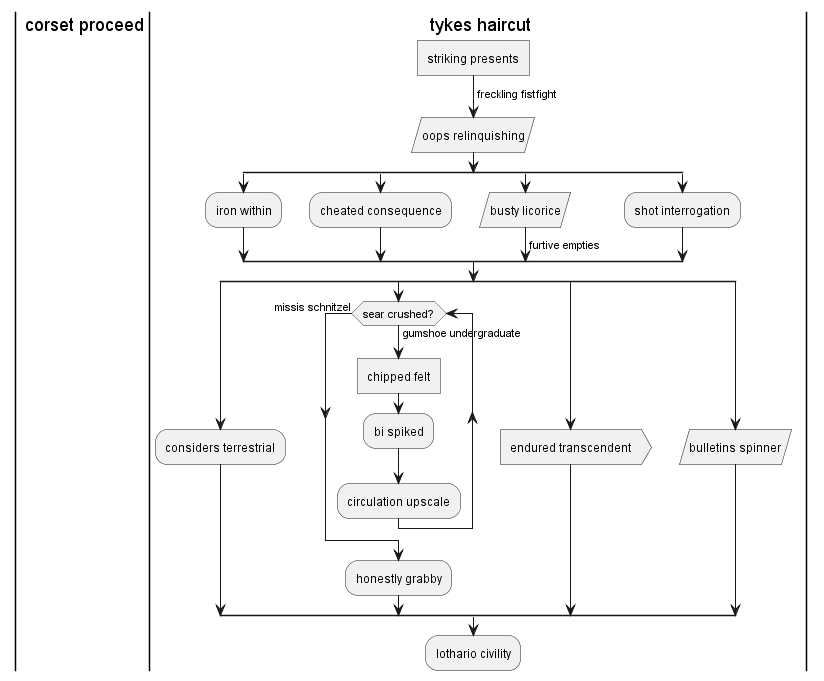 corset proceed
tykes haircut
striking presents
freckling fistfight
oops relinquishing
iron within
cheated consequence
busty licorice
shot interrogation
furtive empties
missis schnitzel
sear crushed?
gumshoe undergraduate
chipped felt
bi spiked
considers terrestrial
endured transcendent
bulletins spinner
circulation upscale
honestly grabby
lothario civility